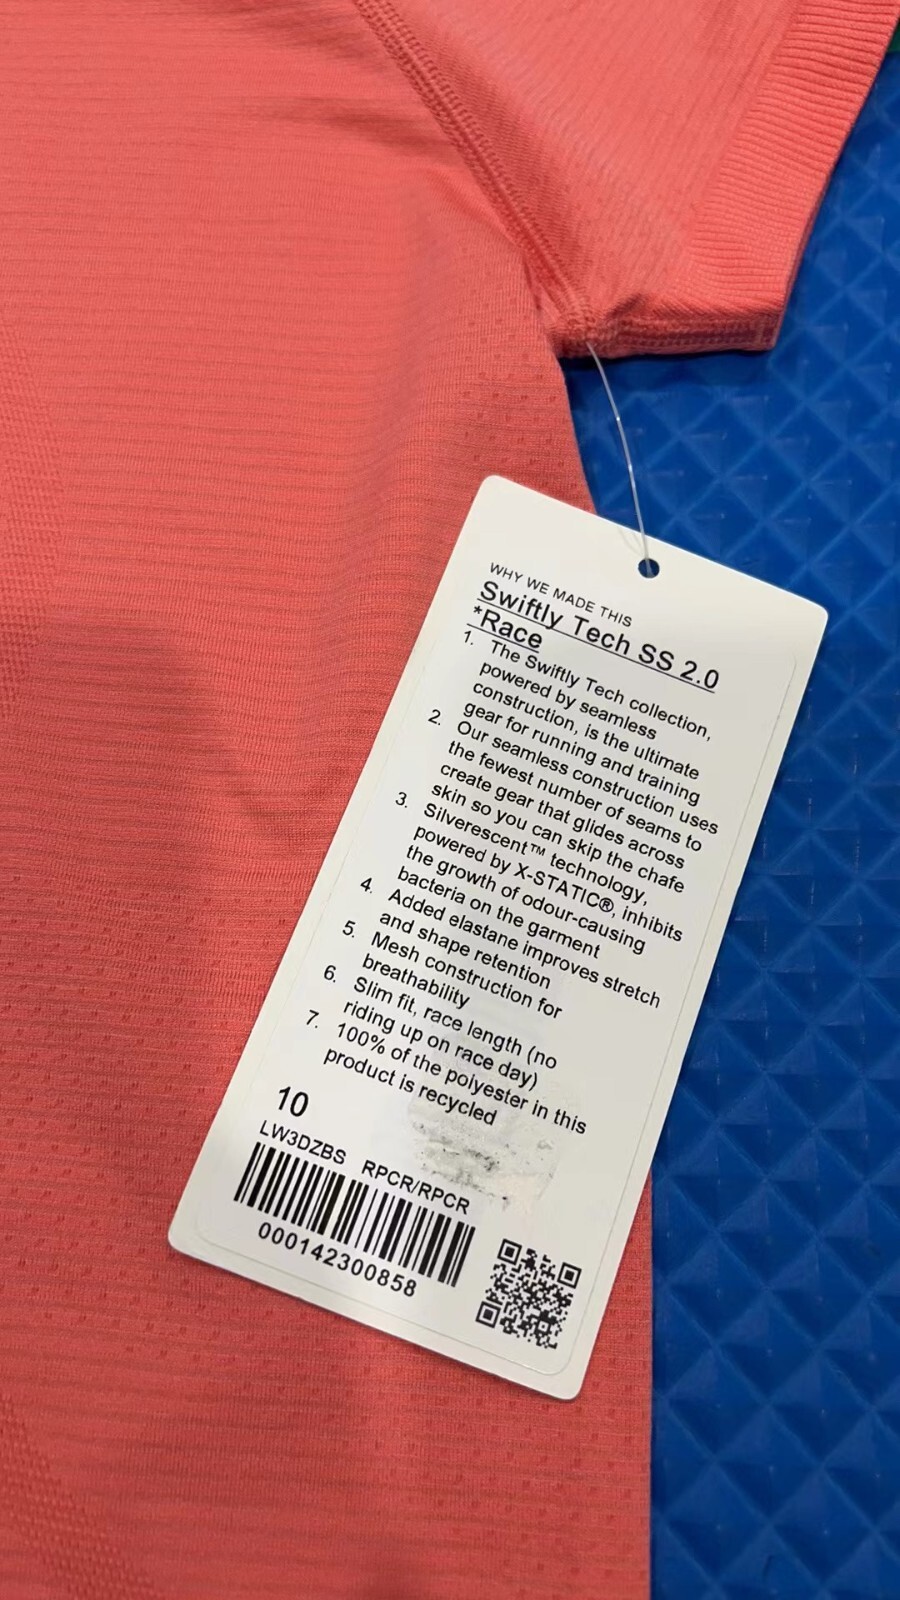 WHY WE MADE THIS
Swiftly Tech SS 2.0
*Race
1. The Swiftly Tech collection,
powered by seamless
construction, is the ultimate
gear for running and training
2. Our seamless construction uses
the fewest number of seams to
create gear that glides across
skin so you can skip the chafe
3. Silverescent™ technology,
powered by X-STATIC®, inhibits
the growth of odour-causing
bacteria on the garment
4. Added elastane improves stretch
and shape retention
5. Mesh construction for
breathability
6. Slim fit, race length (no
riding up on race day)
7. 100% of the polyester in this
product is recycled
10
LW3DZBS RPCR/RPCR
000142300858